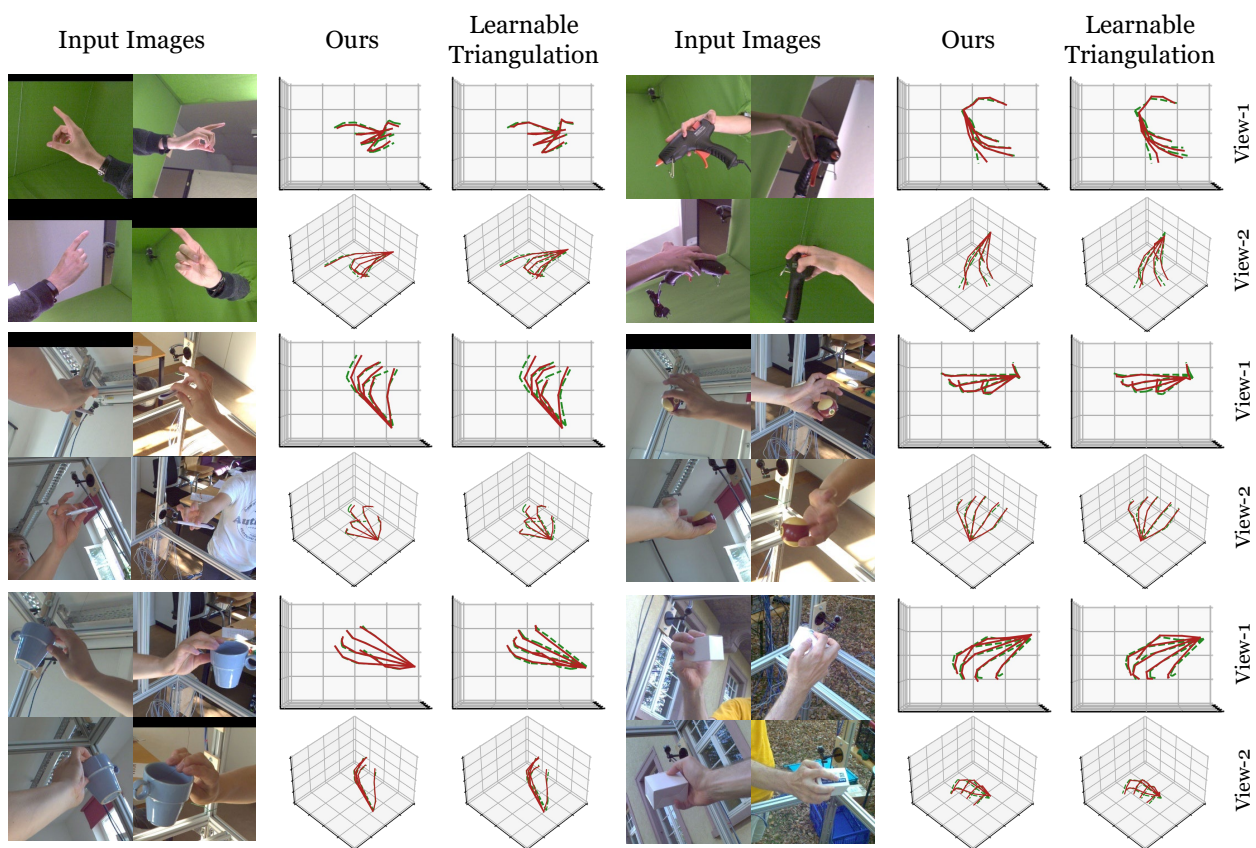 Input Images
Ours
Learnable
Triangulation
Input Images
Ours
Learnable
Triangulation
View-1
View-2
View-1
View-2
View-1
View-2